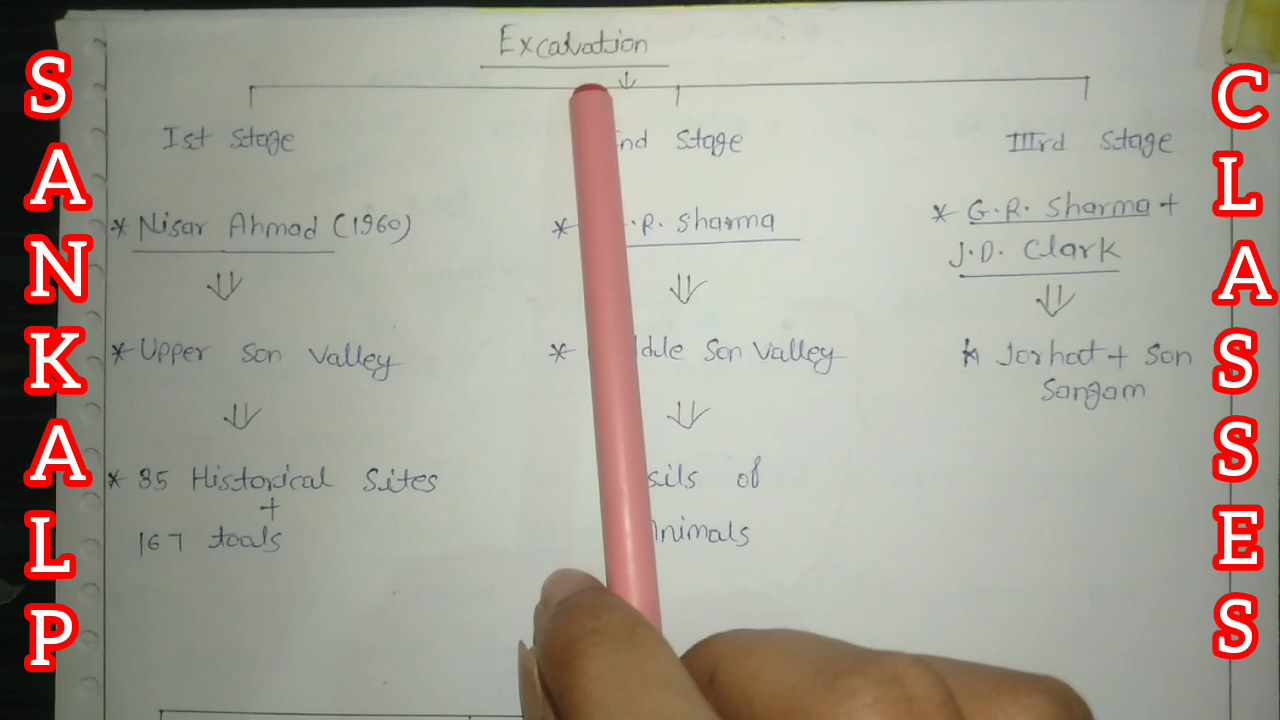 SANKALP
CLASSES
Excavation
Ist stage
nd stage
IIIrd stage
* Nisar Ahmad (1960)
* .R. Sharma
* G.R. Sharma +
J.D. Clark
* Upper Son Valley
* ddle Son Valley
* Jorhat + Son
Sangam
* 35 Historical Sites
+
167 tools
sils of
nimals